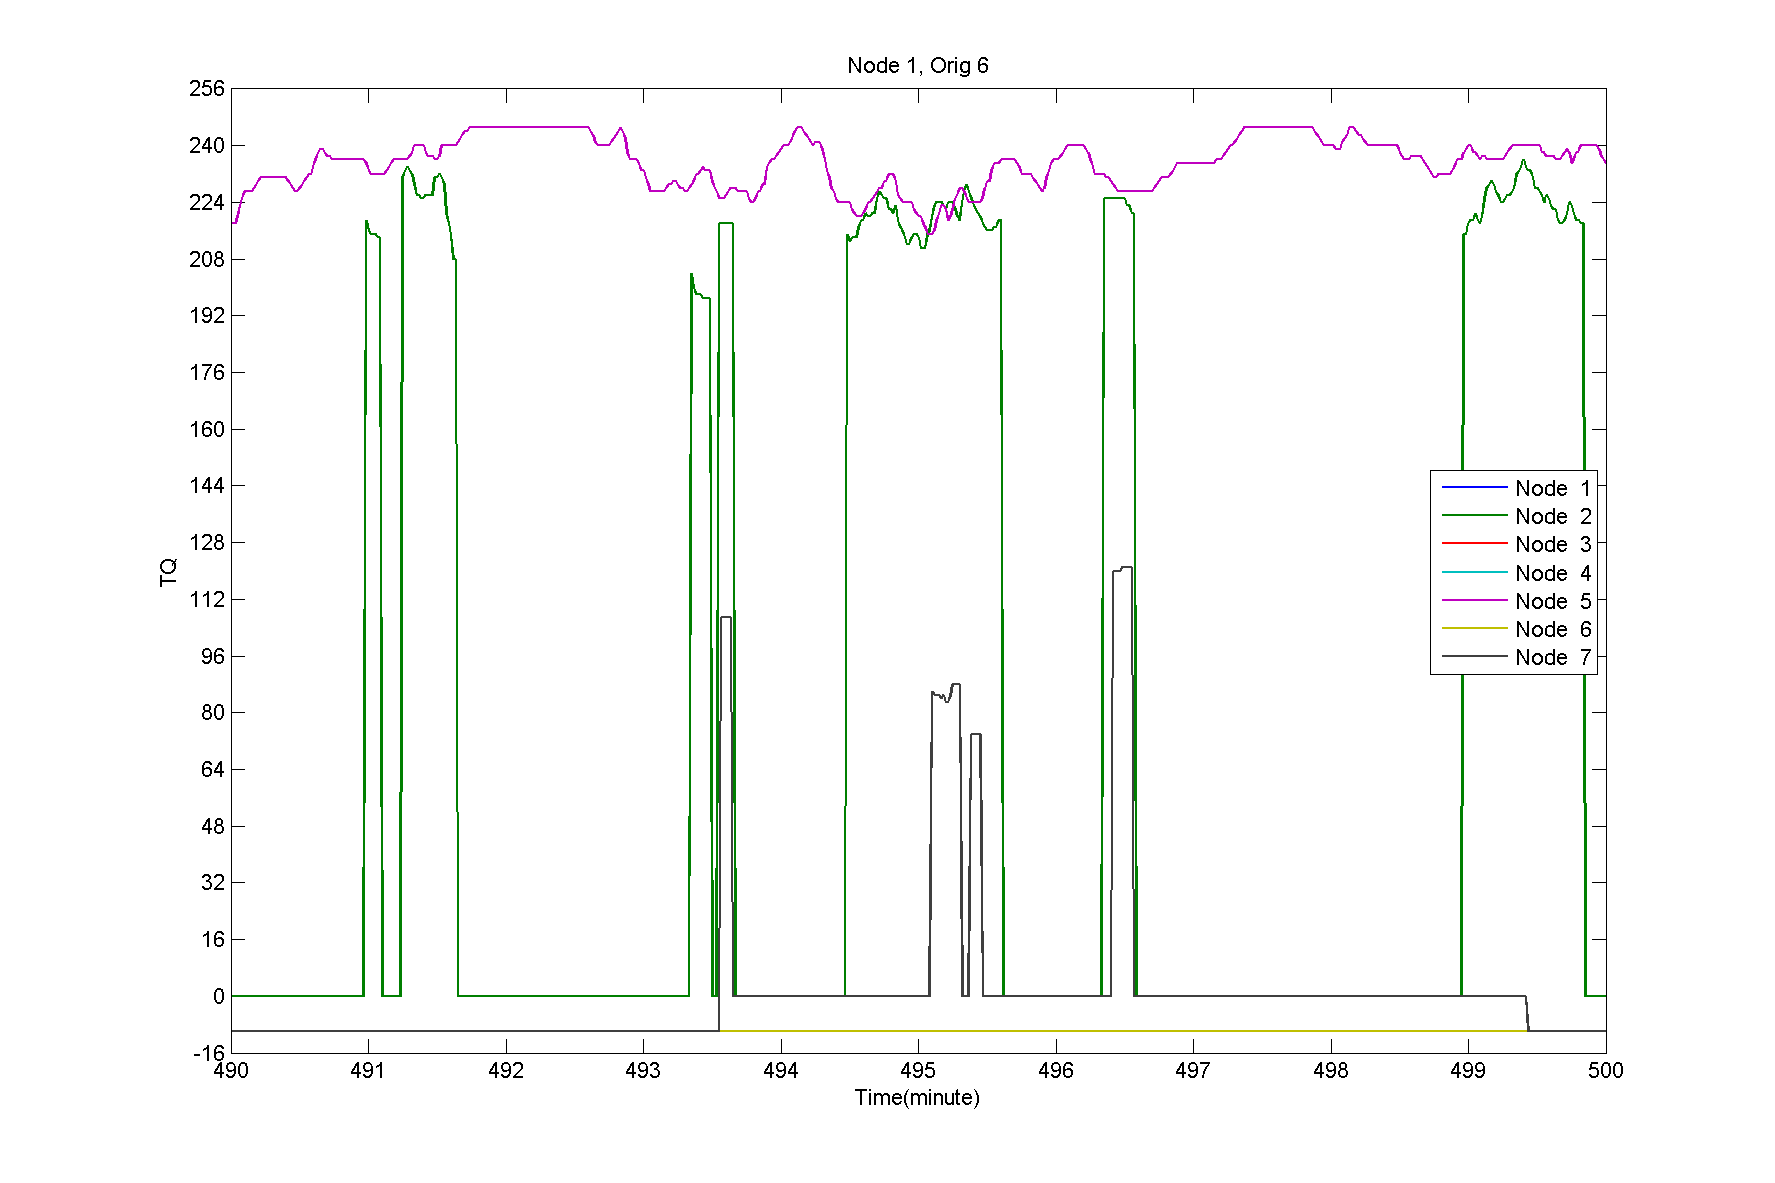 Node 1, Orig 6
256
240
224
208
192
176
160
144
128
112
96
80
64
48
32
16
0
-16
TQ
Node 1
Node 2
Node 3
Node 4
Node 5
Node 6
Node 7
490 491 492 493 494 495 496 497 498 499 500
Time(minute)